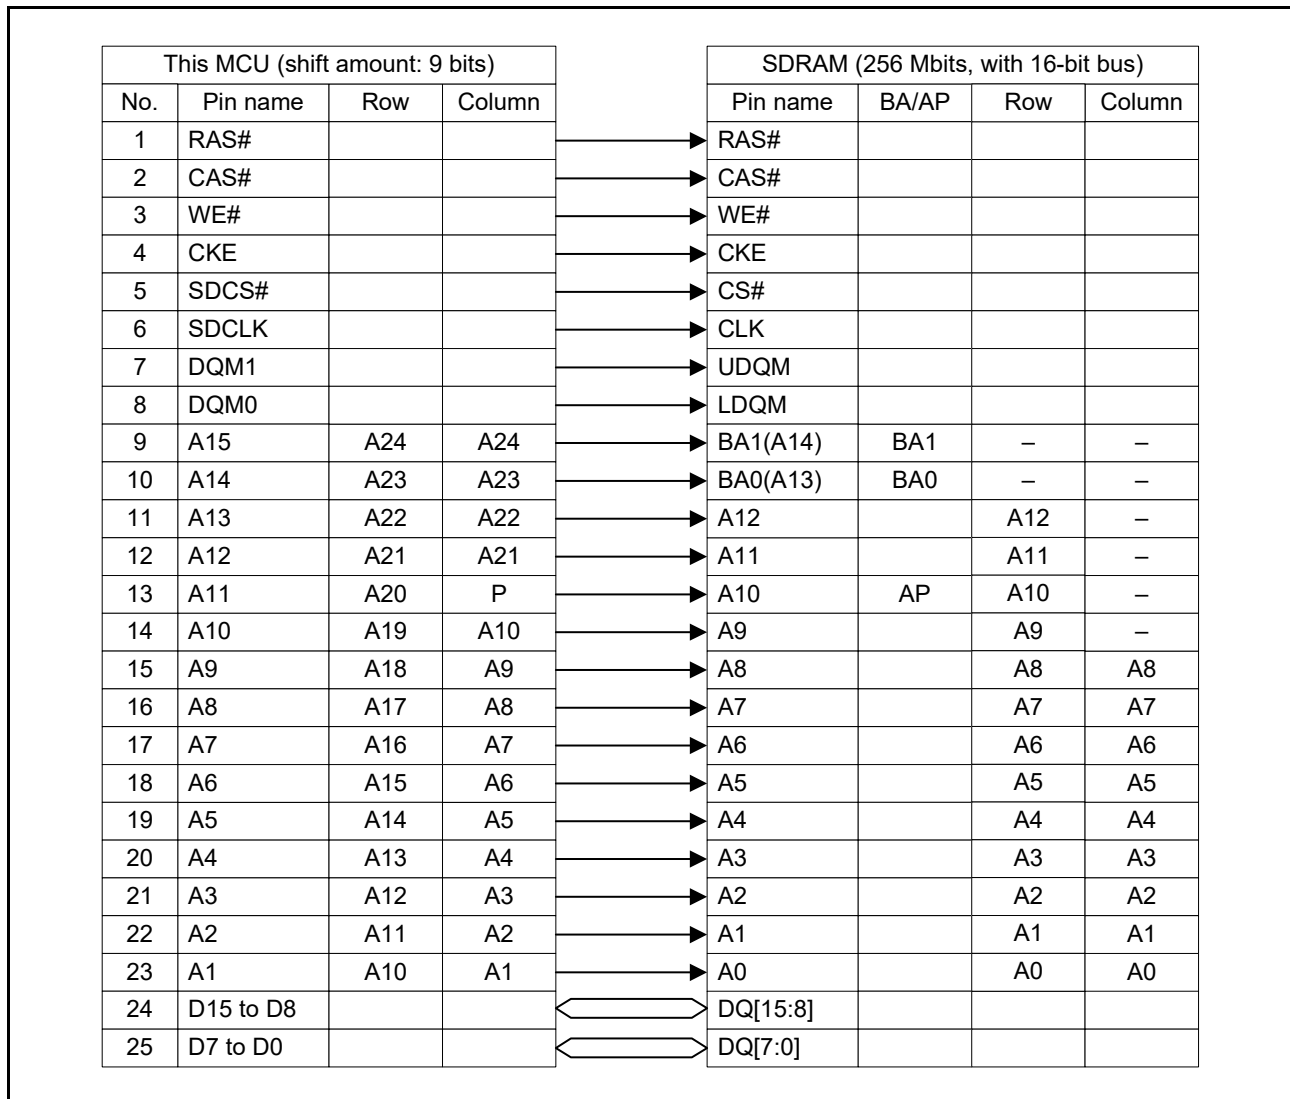 This MCU (shift amount: 9 bits) SDRAM (256 Mbits, with 16-bit bus)
No. Pin name Row Column Pin name BA/AP Row Column
1 RAS# RAS#
2 CAS# CAS#
3 WE# WE#
4 CKE CKE
5 SDCS# CS#
6 SDCLK CLK
7 DQM1 UDQM
8 DQM0 LDQM
9 A15 A24 A24 BA1(A14) BA1 – –
10 A14 A23 A23 BA0(A13) BA0 – –
11 A13 A22 A22 A12 A12 –
12 A12 A21 A21 A11 A11 –
13 A11 A20 P A10 AP A10 –
14 A10 A19 A10 A9 A9 –
15 A9 A18 A9 A8 A8 A8
16 A8 A17 A8 A7 A7 A7
17 A7 A16 A7 A6 A6 A6
18 A6 A15 A6 A5 A5 A5
19 A5 A14 A5 A4 A4 A4
20 A4 A13 A4 A3 A3 A3
21 A3 A12 A3 A2 A2 A2
22 A2 A11 A2 A1 A1 A1
23 A1 A10 A1 A0 A0 A0
24 D15 to D8 DQ[15:8]
25 D7 to D0 DQ[7:0]